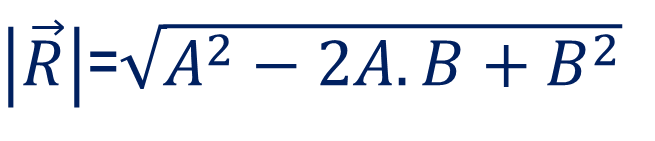 |R⃗|=√A² − 2A.B + B²